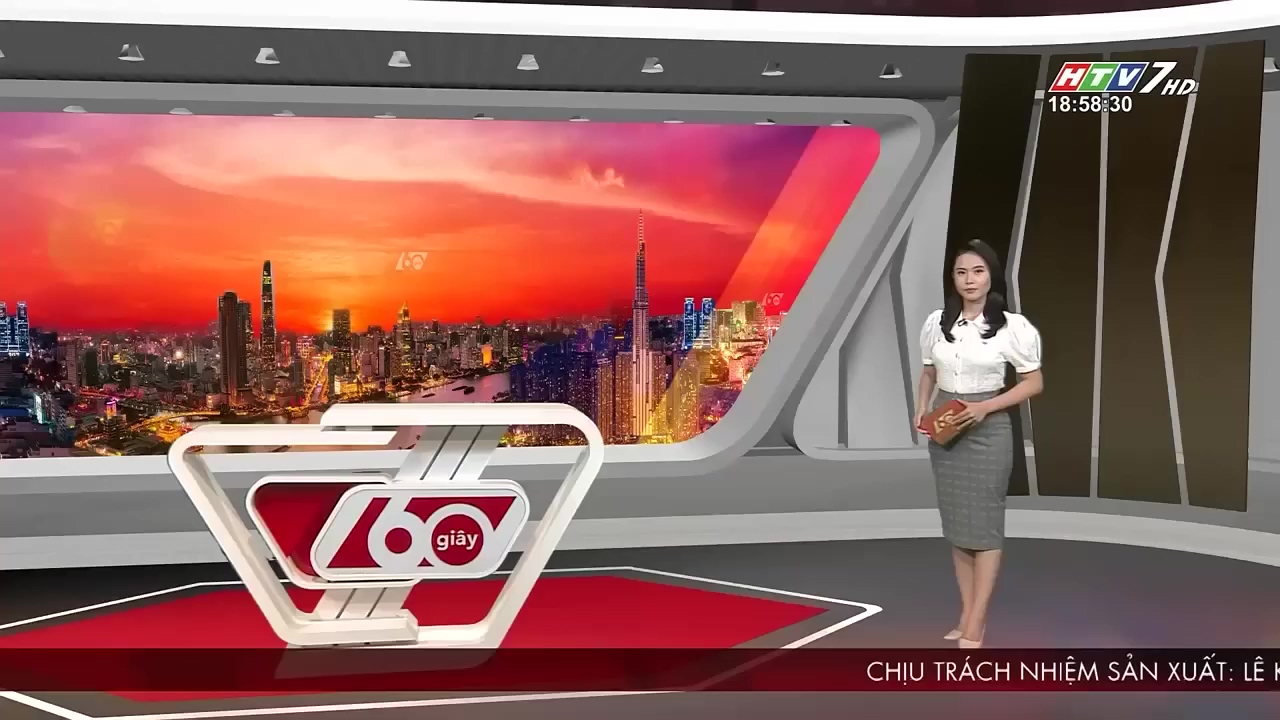 HTV7 HD
18:58:30
60
giây
CHỊU TRÁCH NHIỆM SẢN XUẤT: LÊ K